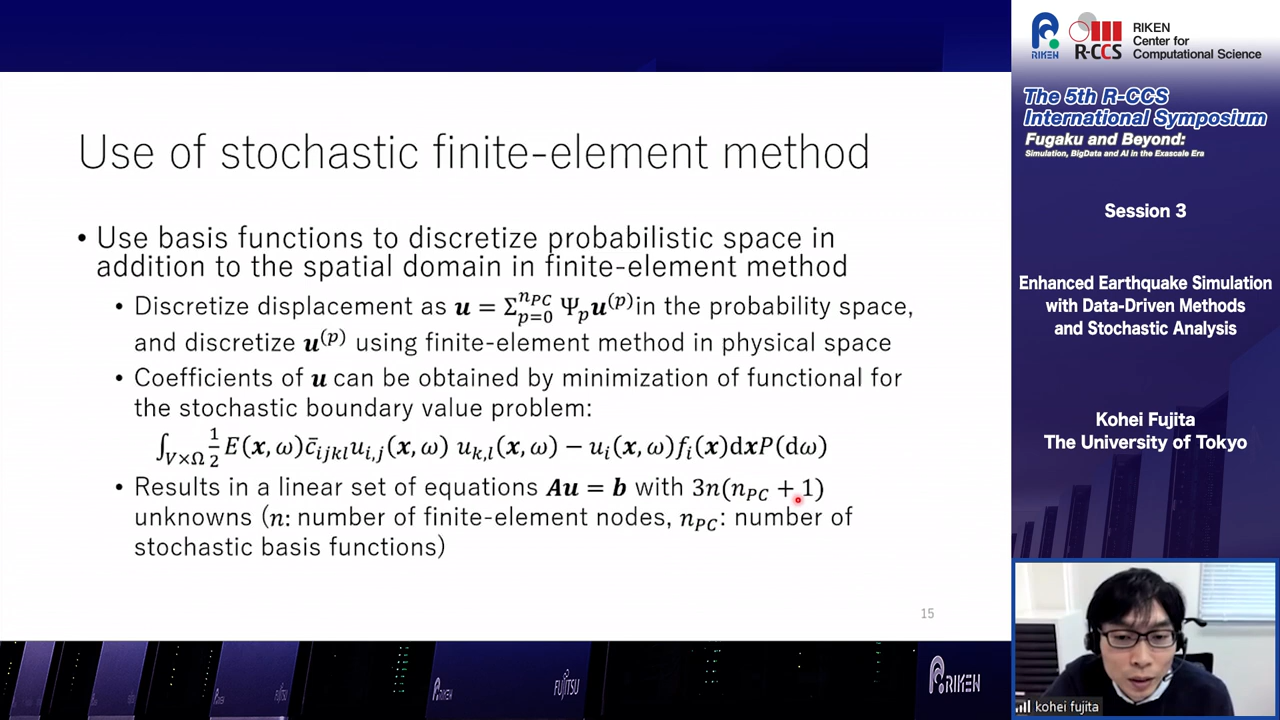 Use of stochastic finite-element method
• Use basis functions to discretize probabilistic space in
addition to the spatial domain in finite-element method
• Discretize displacement as 𝒖 = Σ_{p=0}^{n_{PC}} Ψ_p 𝒖^{(p)} in the probability space,
and discretize 𝒖^{(p)} using finite-element method in physical space
• Coefficients of 𝒖 can be obtained by minimization of functional for
the stochastic boundary value problem:
∫_{V×Ω} 1/2 E(𝒙, ω)c̄_{ijkl}u_{i,j}(𝒙, ω) u_{k,l}(𝒙, ω) − u_i(𝒙, ω)f_i(𝒙)d𝒙P(dω)
• Results in a linear set of equations 𝑨𝒖 = 𝒃 with 3n(n_{PC} + 1)
unknowns (n: number of finite-element nodes, n_{PC}: number of
stochastic basis functions)
15
RIKEN
FUJITSU
RIKEN
RIKEN
R-CCS
RIKEN
Center for
Computational Science
The 5th R-CCS
International Symposium
Fugaku and Beyond:
Simulation, BigData and AI in the Exascale Era
Session 3
Enhanced Earthquake Simulation
with Data-Driven Methods
and Stochastic Analysis
Kohei Fujita
The University of Tokyo
kohei fujita